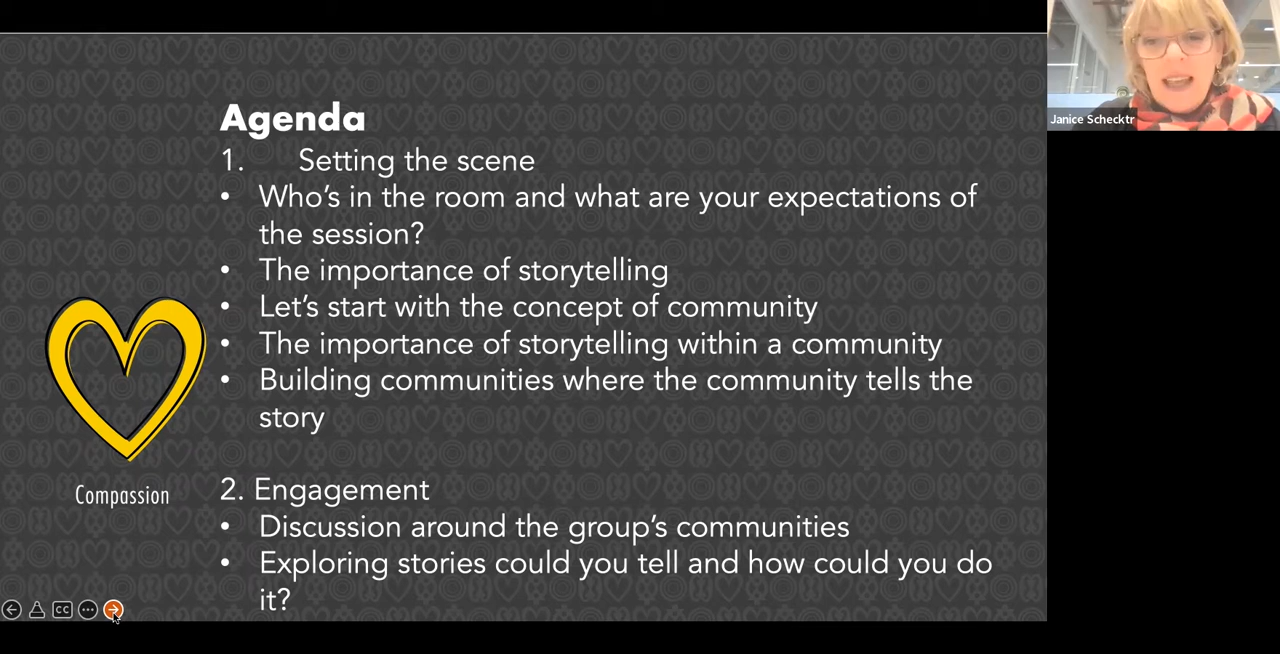 Agenda
1. Setting the scene
• Who's in the room and what are your expectations of
the session?
• The importance of storytelling
• Let's start with the concept of community
• The importance of storytelling within a community
• Building communities where the community tells the
story
2. Engagement
• Discussion around the group's communities
• Exploring stories could you tell and how could you do
it?
Compassion
CC
Janice Schecktr